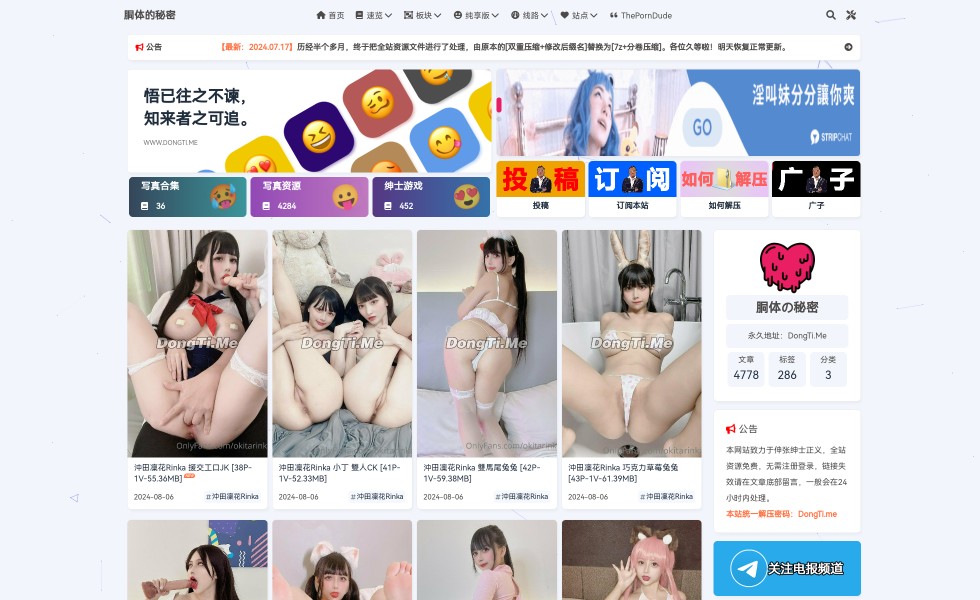 胴体的秘密
首页 速览 板块 纯享版 线路 站点 ThePornDude
公告 【最新：2024.07.17】历经半个多月，终于把全站资源文件进行了处理，由原本的[双重压缩+修改后缀名]替换为[7z+分卷压缩]。各位久等啦！明天恢复正常更新。
悟已往之不谏，
知来者之可追。
WWW.DONGTI.ME
淫叫妹分分讓你爽
GO
STRIPCHAT
写真合集
36
写真资源
4284
绅士游戏
452
投稿
订阅
如何解压
广子
投稿
订阅本站
如何解压
广子
DongTi.Me
OnlyFans.com/okitarink
沖田凜花Rinka 援交工口JK [38P-
1V-55.36MB]
2024-08-06 #沖田凜花Rinka
DongTi.Me
沖田凜花Rinka 小丁 雙人CK [41P-
1V-52.33MB]
2024-08-06 #沖田凜花Rinka
DongTi.Me
OnlyFans.com/okitarink
沖田凜花Rinka 雙馬尾兔兔 [42P-
1V-59.38MB]
2024-08-06 #沖田凜花Rinka
DongTi.Me
沖田凜花Rinka 巧克力草莓兔兔
[43P-1V-61.39MB]
2024-08-06 #沖田凜花Rinka
胴体の秘密
永久地址：DongTi.Me
文章
4778
标签
286
分类
3
公告
本网站致力于伸张绅士正义，全站
资源免费，无需注册登录，链接失
效请在文章底部留言，一般会在24
小时内处理。
本站统一解压密码：DongTi.me
关注电报频道